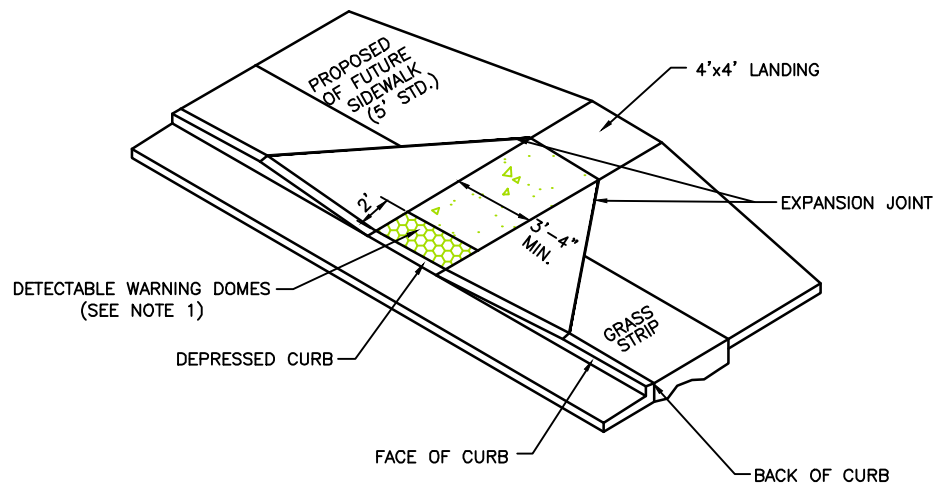 PROPOSED
OF FUTURE
SIDEWALK
(5' STD.)
4'x4' LANDING
2'
3'-4"
MIN.
EXPANSION JOINT
DETECTABLE WARNING DOMES
(SEE NOTE 1)
GRASS
STRIP
DEPRESSED CURB
FACE OF CURB
BACK OF CURB